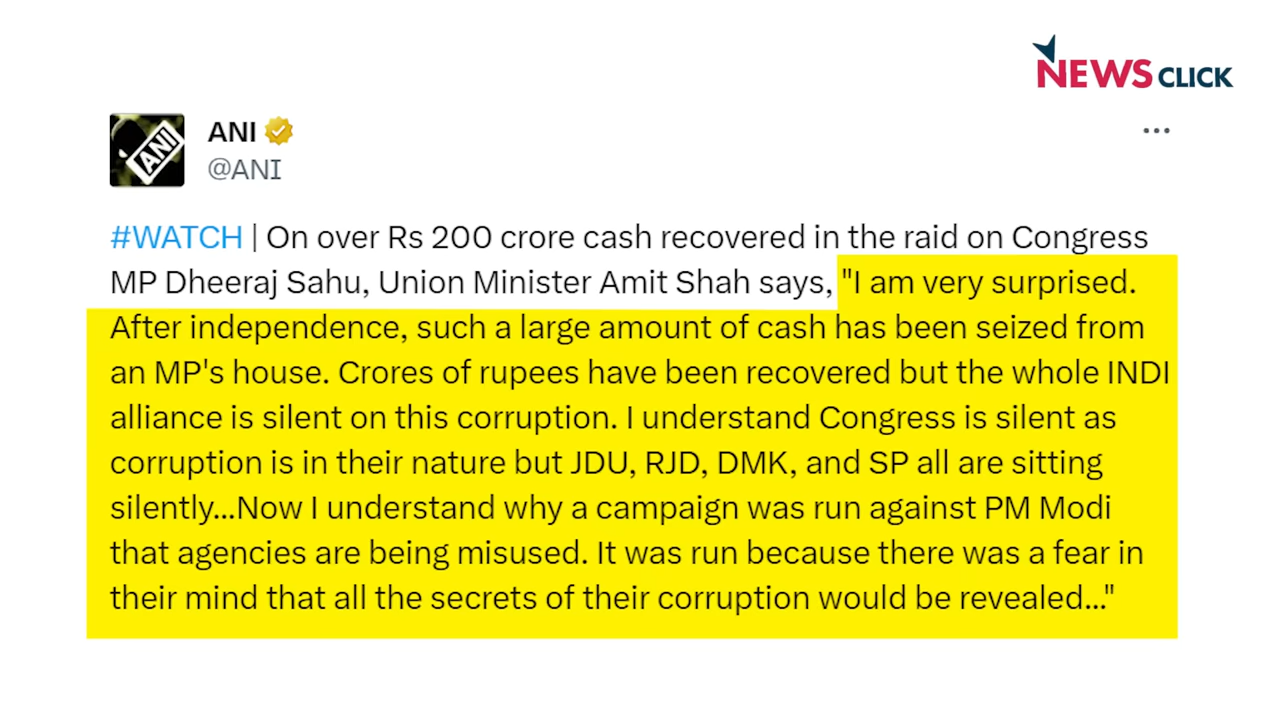 NEWS CLICK
ANI
ANI
@ANI
#WATCH | On over Rs 200 crore cash recovered in the raid on Congress
MP Dheeraj Sahu, Union Minister Amit Shah says, "I am very surprised.
After independence, such a large amount of cash has been seized from
an MP's house. Crores of rupees have been recovered but the whole INDI
alliance is silent on this corruption. I understand Congress is silent as
corruption is in their nature but JDU, RJD, DMK, and SP all are sitting
silently...Now I understand why a campaign was run against PM Modi
that agencies are being misused. It was run because there was a fear in
their mind that all the secrets of their corruption would be revealed..."